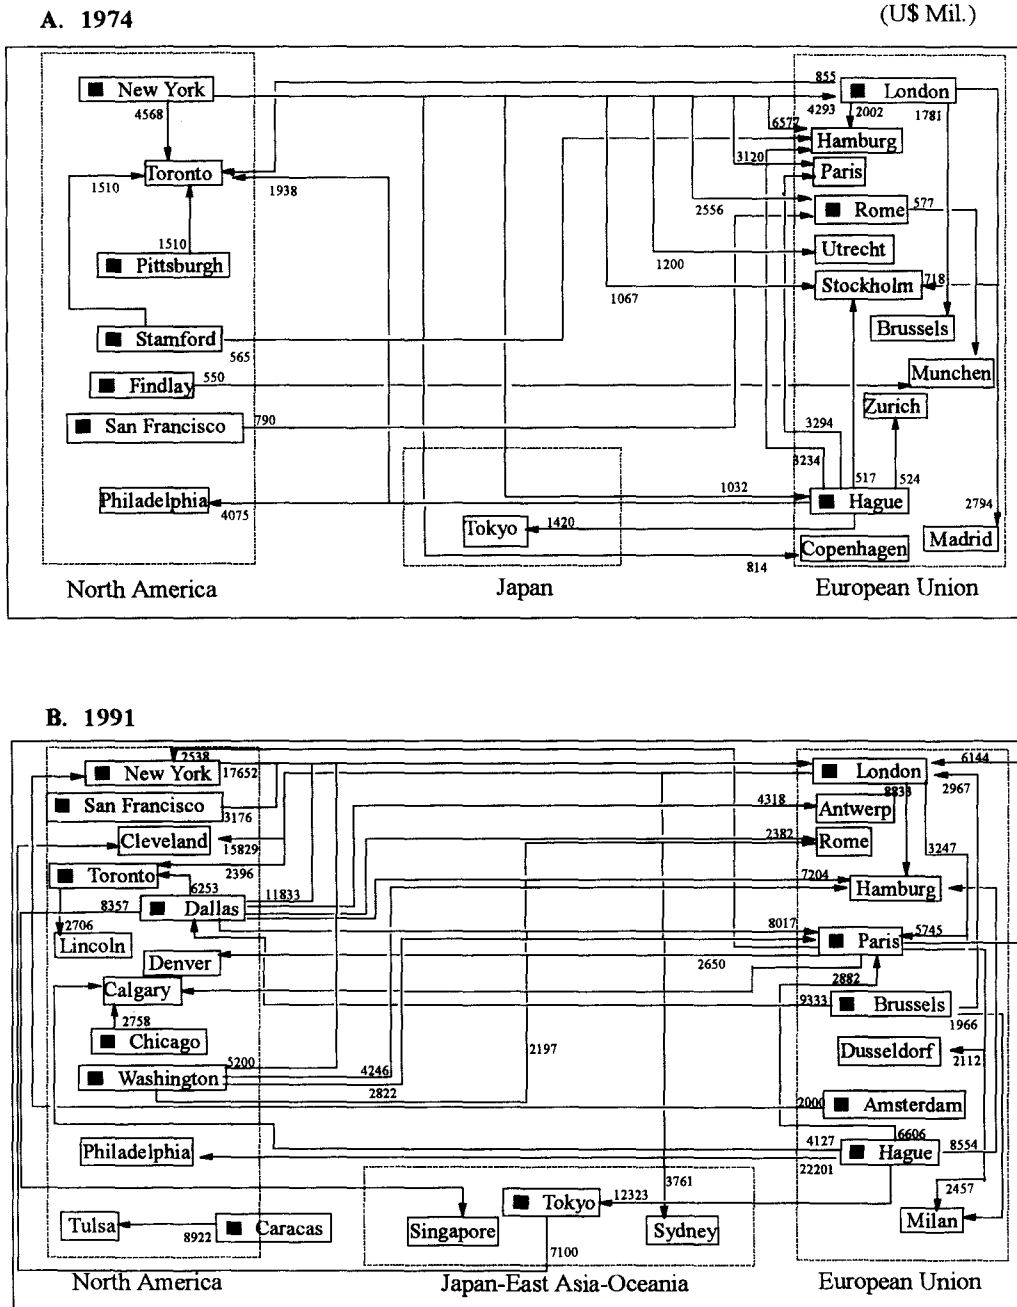 A. 1974
(U$ Mil.)
New York
4568
855
4293
London
2002
1781
6577
Hamburg
3120
Paris
Toronto
1510
1938
2556
Rome
577
1510
Pittsburgh
1200
Utrecht
1067
Stockholm
718
Stamford
565
Brussels
Findlay
550
Munchen
San Francisco
790
Zurich
3294
3234
517
524
Philadelphia
4075
1032
Hague
2794
Tokyo
1420
Madrid
Copenhagen
814
North America
Japan
European Union
B. 1991
2538
New York
17652
London
6144
8833
2967
San Francisco
3176
4318
Antwerp
Cleveland
15829
2382
Rome
3247
Toronto
2396
6253
11833
7204
Hamburg
8357
Dallas
2706
Lincoln
8017
Paris
5745
Denver
2650
2882
Calgary
9333
Brussels
1966
2758
Chicago
2197
Dusseldorf
2112
5200
Washington
4246
2822
2000
Amsterdam
6606
Philadelphia
4127
Hague
8554
22201
3761
2457
Tokyo
12323
Tulsa
8922
Caracas
Singapore
Sydney
Milan
7100
North America
Japan-East Asia-Oceania
European Union